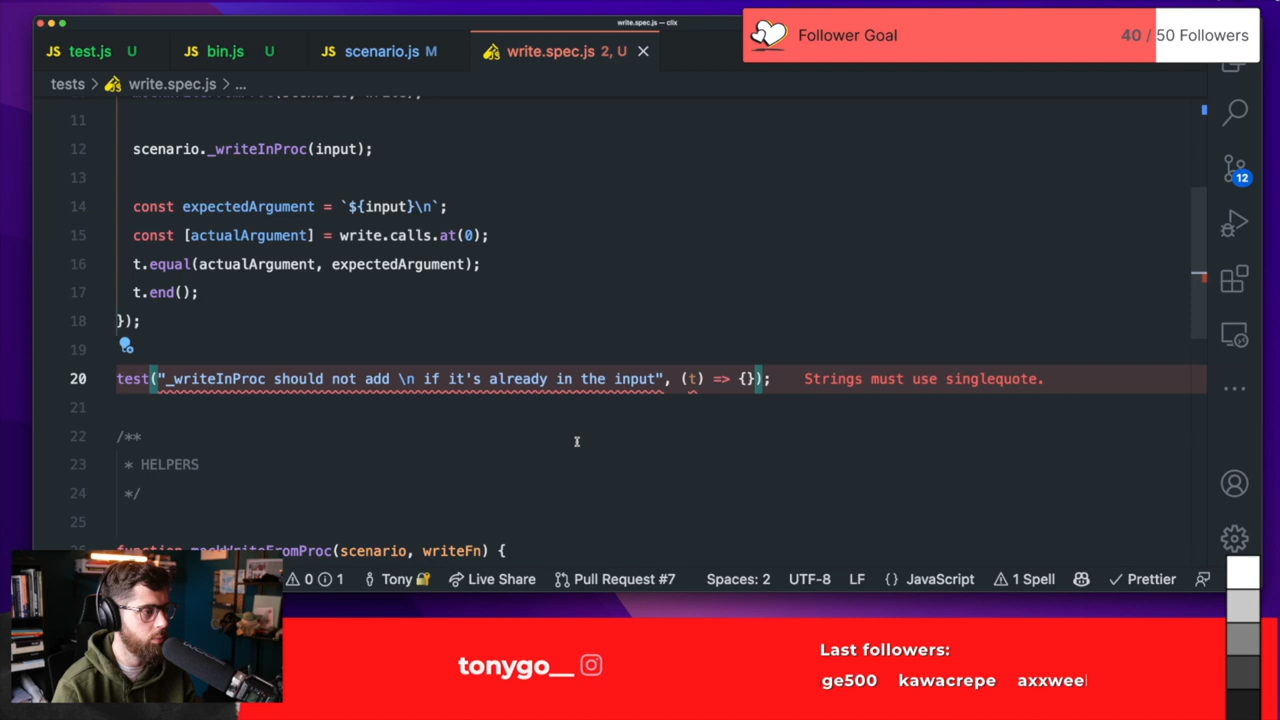 write.spec.js — clix
JS test.js U
JS bin.js U
JS scenario.js M
write.spec.js 2, U
Follower Goal
40 / 50 Followers
tests > write.spec.js > ...
11
12 scenario._writeInProc(input);
13
14 const expectedArgument = `${input}\n`;
15 const [actualArgument] = write.calls.at(0);
16 t.equal(actualArgument, expectedArgument);
17 t.end();
18 });
19
20 test("_writeInProc should not add \n if it's already in the input", (t) => {}); Strings must use singlequote.
21
22 /**
23 * HELPERS
24 */
25
function mockWriteFromProc(scenario, writeFn) {
12
0 1 Tony Live Share Pull Request #7 Spaces: 2 UTF-8 LF {} JavaScript 1 Spell Prettier
tonygo__
Last followers:
ge500 kawacrepe axxwee